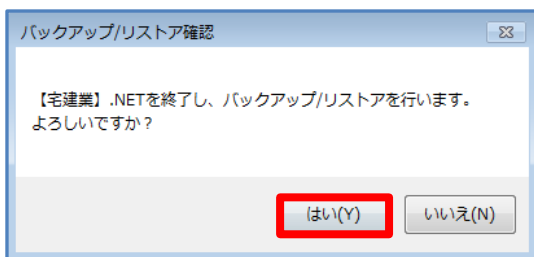 バックアップ/リストア確認
【宅建業】.NETを終了し、バックアップ/リストアを行います。
よろしいですか？
はい(Y)
いいえ(N)